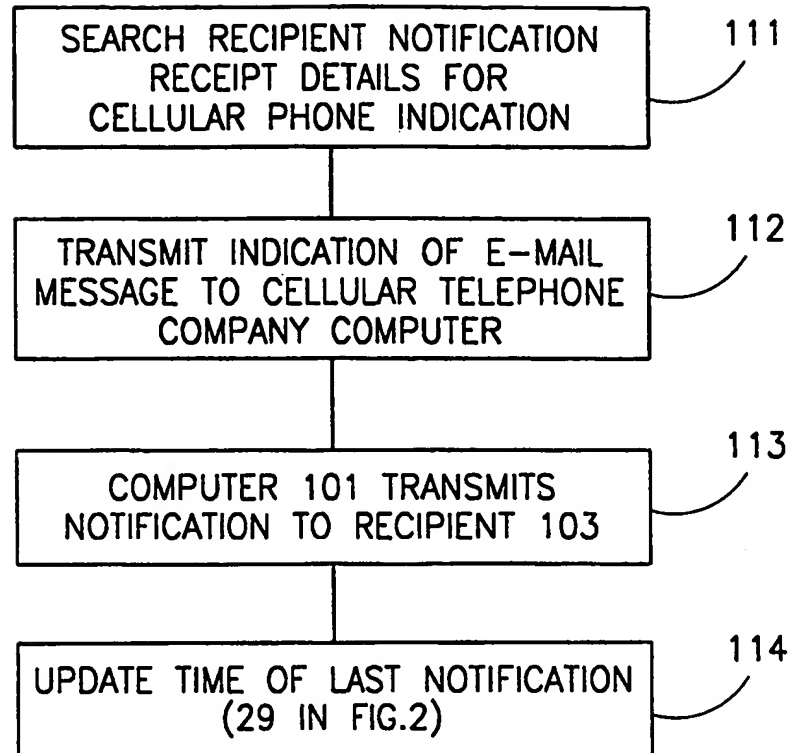 SEARCH RECIPIENT NOTIFICATION
RECEIPT DETAILS FOR
CELLULAR PHONE INDICATION
111
TRANSMIT INDICATION OF E-MAIL
MESSAGE TO CELLULAR TELEPHONE
COMPANY COMPUTER
112
COMPUTER 101 TRANSMITS
NOTIFICATION TO RECIPIENT 103
113
UPDATE TIME OF LAST NOTIFICATION
(29 IN FIG.2)
114